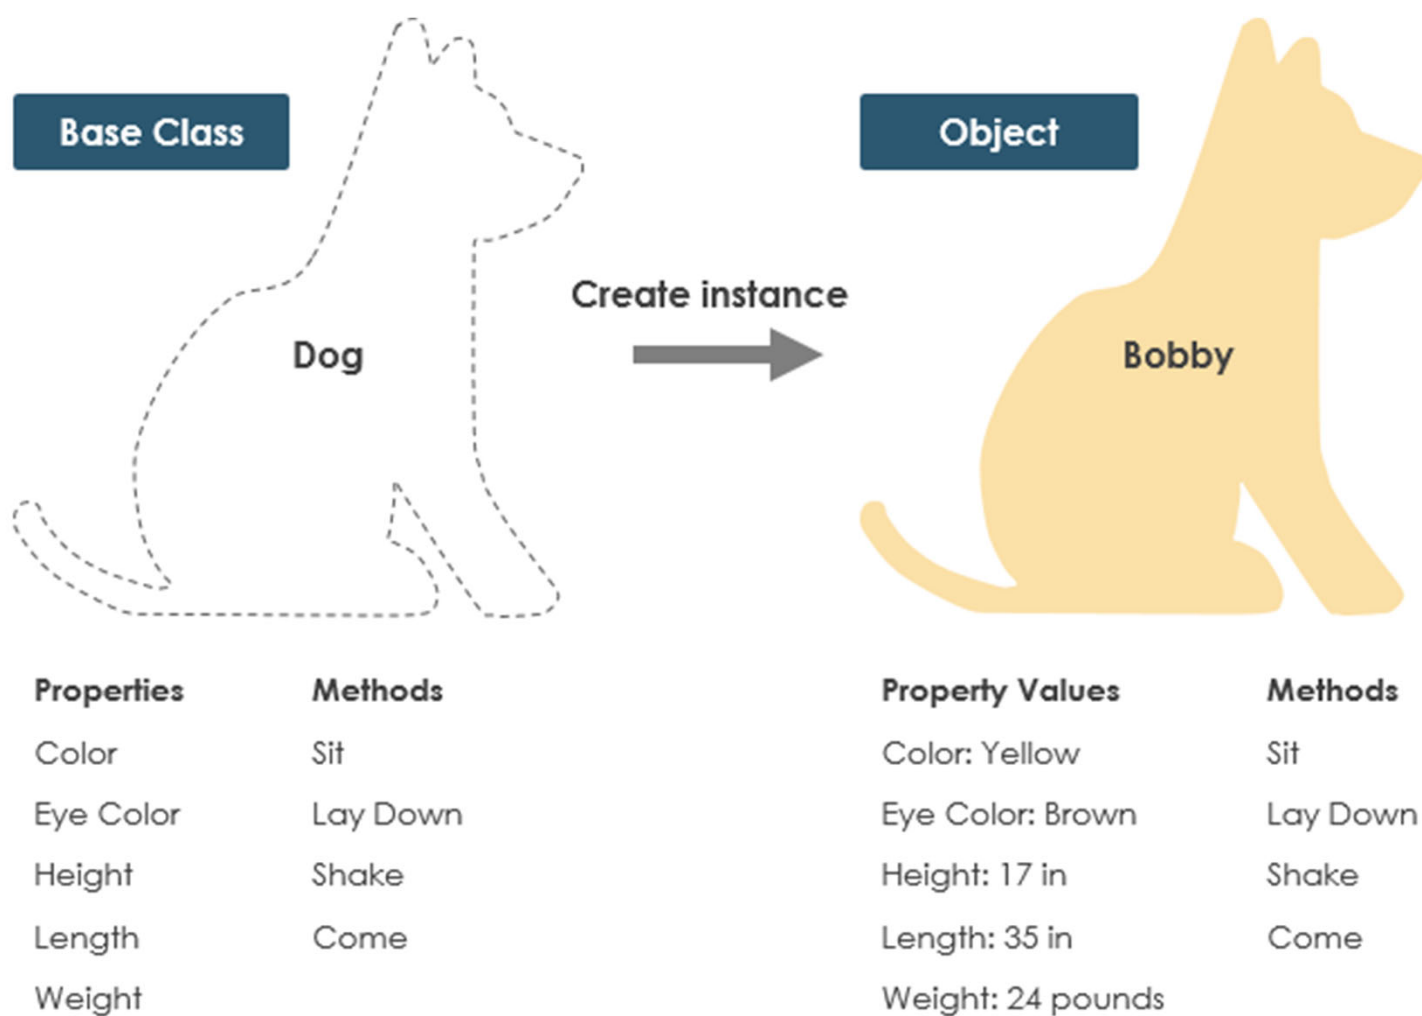 Base Class
Object
Create instance
Dog
Bobby
Properties Methods Property Values Methods
Color Sit Color: Yellow Sit
Eye Color Lay Down Eye Color: Brown Lay Down
Height Shake Height: 17 in Shake
Length Come Length: 35 in Come
Weight Weight: 24 pounds